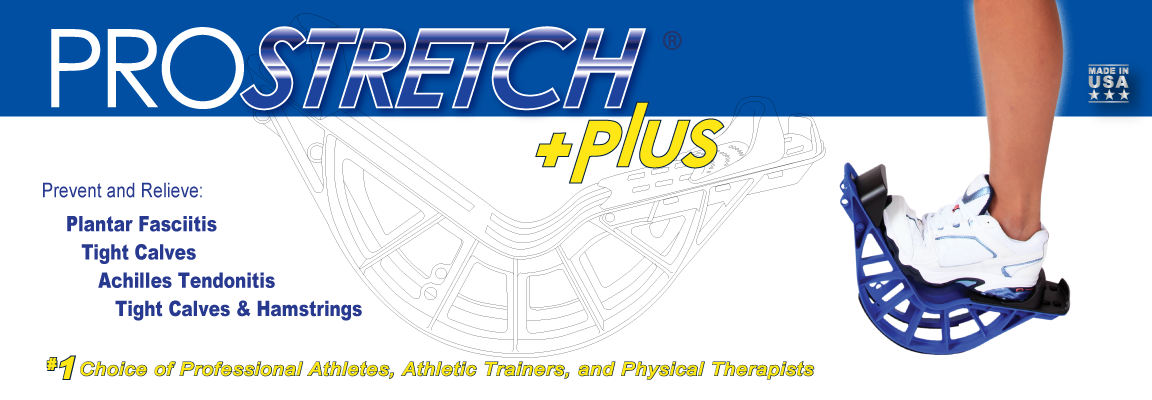 PROSTRETCH®
+plus
MADE IN
USA
Prevent and Relieve:
Plantar Fasciitis
Tight Calves
Achilles Tendonitis
Tight Calves & Hamstrings
#1 Choice of Professional Athletes, Athletic Trainers, and Physical Therapists